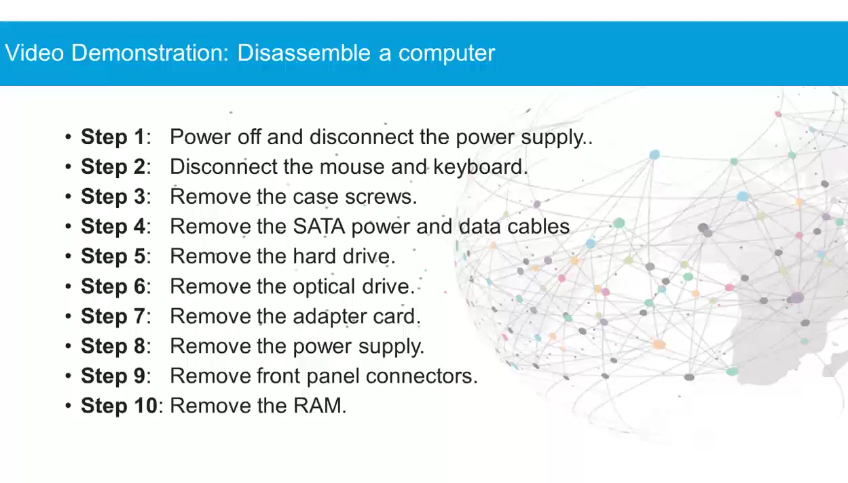 Video Demonstration: Disassemble a computer
• Step 1: Power off and disconnect the power supply..
• Step 2: Disconnect the mouse and keyboard.
• Step 3: Remove the case screws.
• Step 4: Remove the SATA power and data cables
• Step 5: Remove the hard drive.
• Step 6: Remove the optical drive.
• Step 7: Remove the adapter card.
• Step 8: Remove the power supply.
• Step 9: Remove front panel connectors.
• Step 10: Remove the RAM.